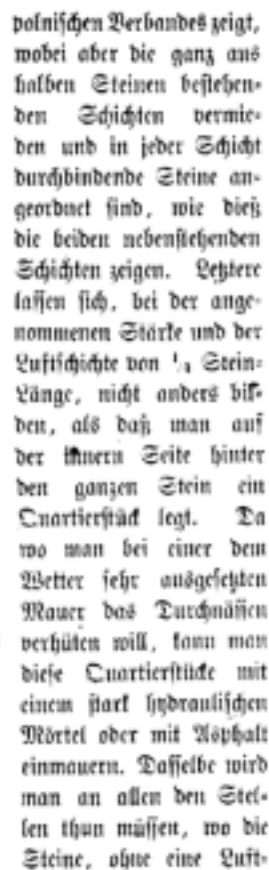 polnischen Verbandes zeigt,
wobei aber die ganz aus
halben Steinen bestehen-
den Schichten vermie-
den und in jeder Schicht
durchbindende Steine an-
geordnet sind, wie dieß
die beiden nebenstehenden
Schichten zeigen. Letztere
lassen sich, bei der ange-
nommenen Stärke und der
Luftschichte von ¼ Stein-
Länge, nicht anders bil-
den, als daß man auf
der innern Seite hinter
den ganzen Stein ein
Quartierstück legt. Da
wo man bei einer dem
Wetter sehr ausgesetzten
Mauer das Durchnässen
verhüten will, kann man
diese Quartierstücke mit
einem stark hydraulischen
Mörtel oder mit Asphalt
einmauern. Dasselbe wird
man an allen den Stel-
len thun müssen, wo die
Steine, ohne eine Luft-